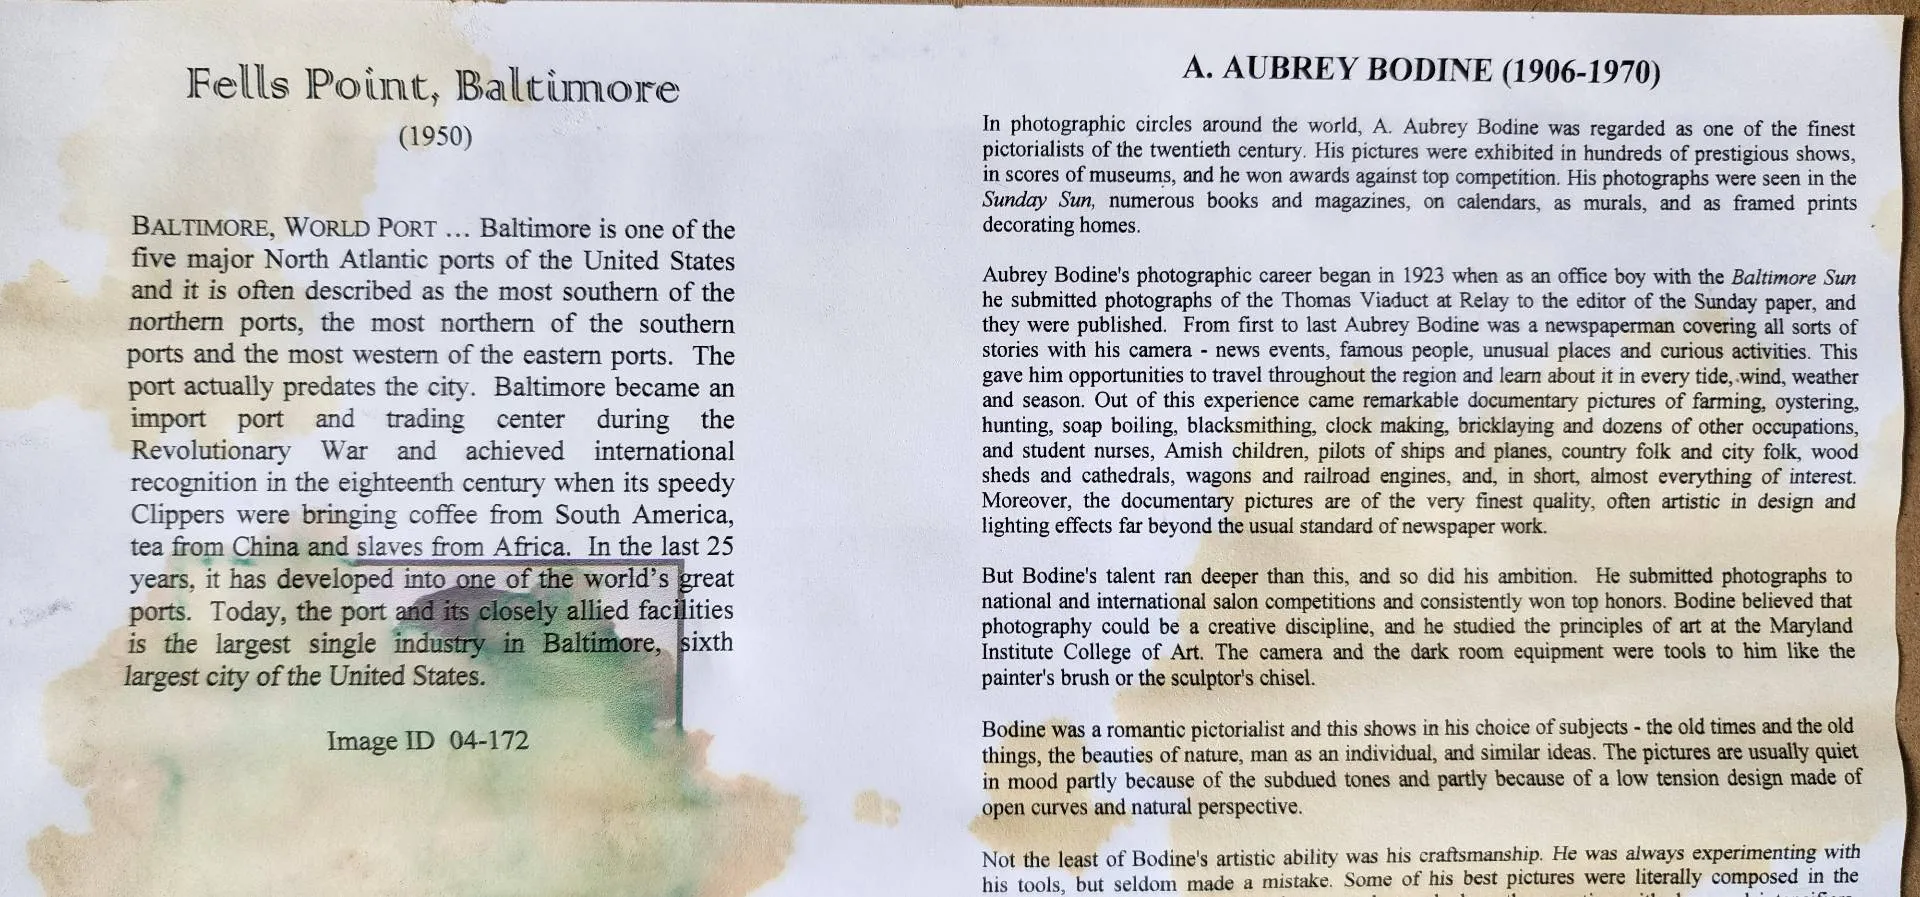 Fells Point, Baltimore
(1950)
BALTIMORE, WORLD PORT ... Baltimore is one of the
five major North Atlantic ports of the United States
and it is often described as the most southern of the
northern ports, the most northern of the southern
ports and the most western of the eastern ports. The
port actually predates the city. Baltimore became an
import port and trading center during the
Revolutionary War and achieved international
recognition in the eighteenth century when its speedy
Clippers were bringing coffee from South America,
tea from China and slaves from Africa. In the last 25
years, it has developed into one of the world's great
ports. Today, the port and its closely allied facilities
is the largest single industry in Baltimore, sixth
largest city of the United States.
Image ID 04-172
A. AUBREY BODINE (1906-1970)
In photographic circles around the world, A. Aubrey Bodine was regarded as one of the finest
pictorialists of the twentieth century. His pictures were exhibited in hundreds of prestigious shows,
in scores of museums, and he won awards against top competition. His photographs were seen in the
Sunday Sun, numerous books and magazines, on calendars, as murals, and as framed prints
decorating homes.
Aubrey Bodine's photographic career began in 1923 when as an office boy with the Baltimore Sun
he submitted photographs of the Thomas Viaduct at Relay to the editor of the Sunday paper, and
they were published. From first to last Aubrey Bodine was a newspaperman covering all sorts of
stories with his camera - news events, famous people, unusual places and curious activities. This
gave him opportunities to travel throughout the region and learn about it in every tide, wind, weather
and season. Out of this experience came remarkable documentary pictures of farming, oystering,
hunting, soap boiling, blacksmithing, clock making, bricklaying and dozens of other occupations,
and student nurses, Amish children, pilots of ships and planes, country folk and city folk, wood
sheds and cathedrals, wagons and railroad engines, and, in short, almost everything of interest.
Moreover, the documentary pictures are of the very finest quality, often artistic in design and
lighting effects far beyond the usual standard of newspaper work.
But Bodine's talent ran deeper than this, and so did his ambition. He submitted photographs to
national and international salon competitions and consistently won top honors. Bodine believed that
photography could be a creative discipline, and he studied the principles of art at the Maryland
Institute College of Art. The camera and the dark room equipment were tools to him like the
painter's brush or the sculptor's chisel.
Bodine was a romantic pictorialist and this shows in his choice of subjects - the old times and the old
things, the beauties of nature, man as an individual, and similar ideas. The pictures are usually quiet
in mood partly because of the subdued tones and partly because of a low tension design made of
open curves and natural perspective.
Not the least of Bodine's artistic ability was his craftsmanship. He was always experimenting with
his tools, but seldom made a mistake. Some of his best pictures were literally composed in the